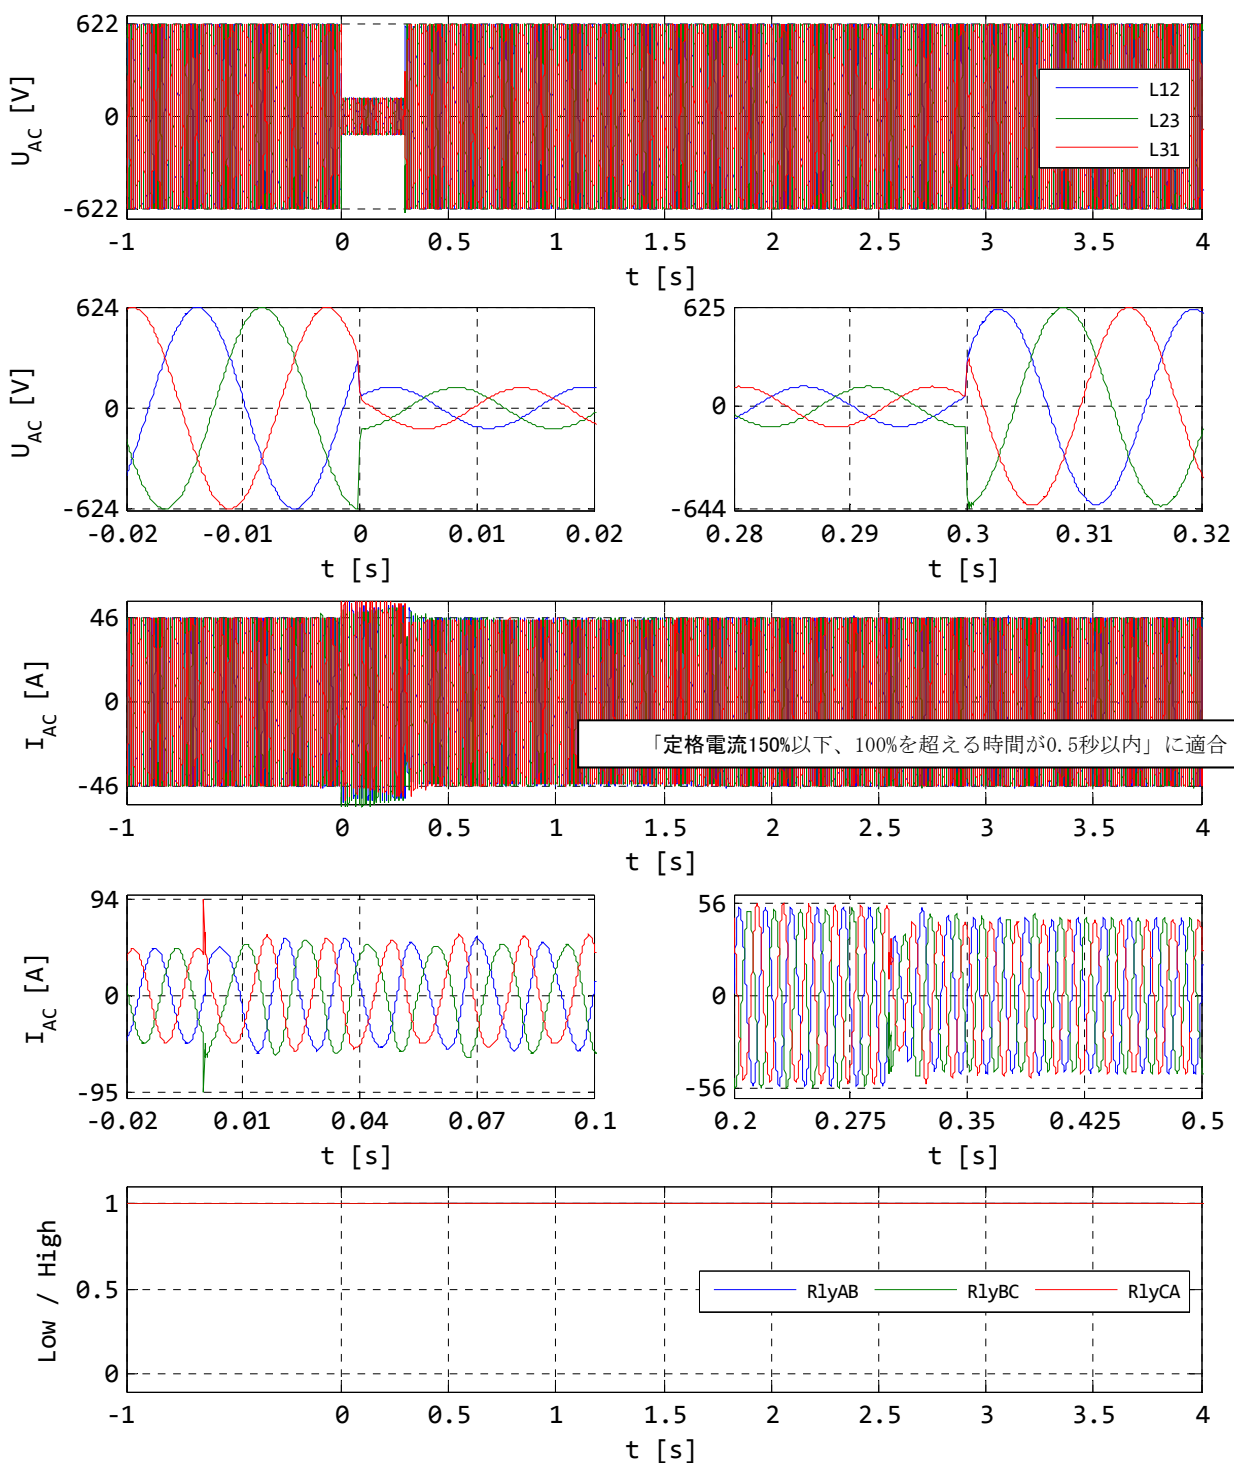 622
0
-622
U_AC [V]
L12
L23
L31
-1 0 0.5 1 1.5 2 2.5 3 3.5 4
t [s]
624
0
-624
U_AC [V]
-0.02 -0.01 0 0.01 0.02
t [s]
625
0
-644
0.28 0.29 0.3 0.31 0.32
t [s]
46
0
-46
I_AC [A]
「定格電流150%以下、100%を超える時間が0.5秒以内」に適合
-1 0 0.5 1 1.5 2 2.5 3 3.5 4
t [s]
94
0
-95
I_AC [A]
-0.02 0.01 0.04 0.07 0.1
t [s]
56
0
-56
0.2 0.275 0.35 0.425 0.5
t [s]
1
0.5
0
Low / High
RlyAB RlyBC RlyCA
-1 0 0.5 1 1.5 2 2.5 3 3.5 4
t [s]